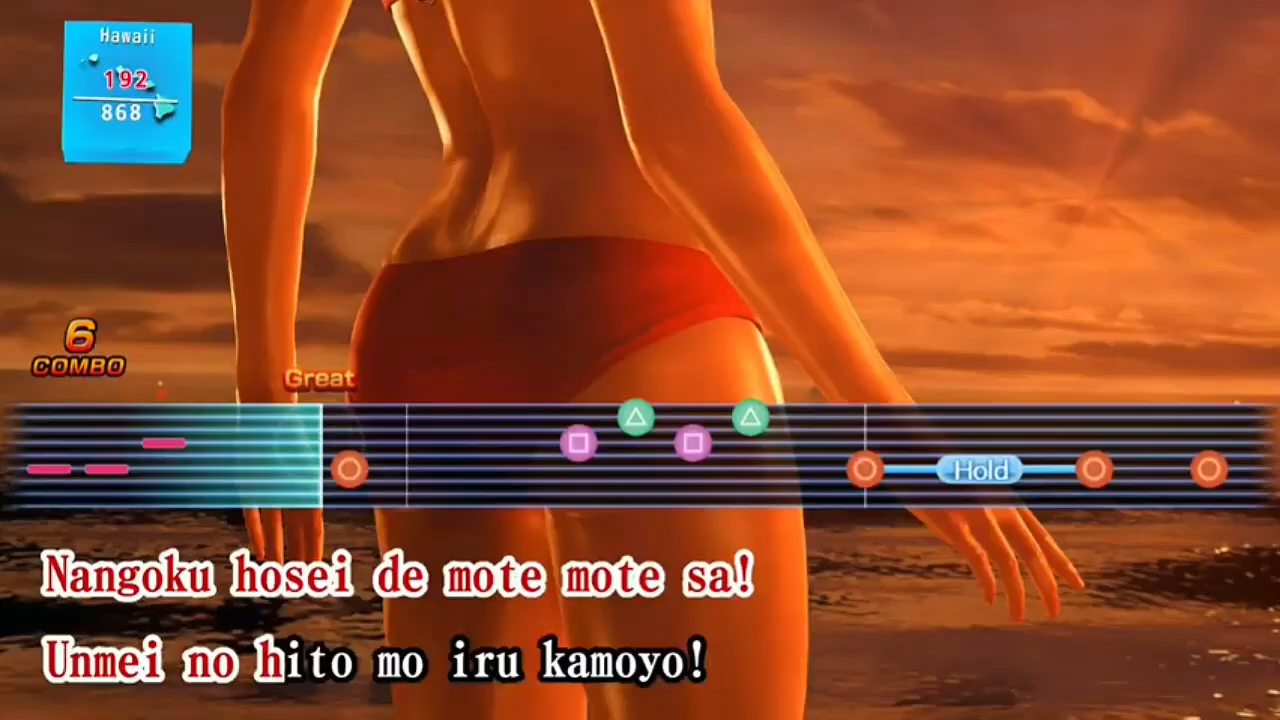 Hawaii
192
868
6
COMBO
Great
Hold
Nangoku hosei de mote mote sa!
Unmei no hito mo iru kamoyo!